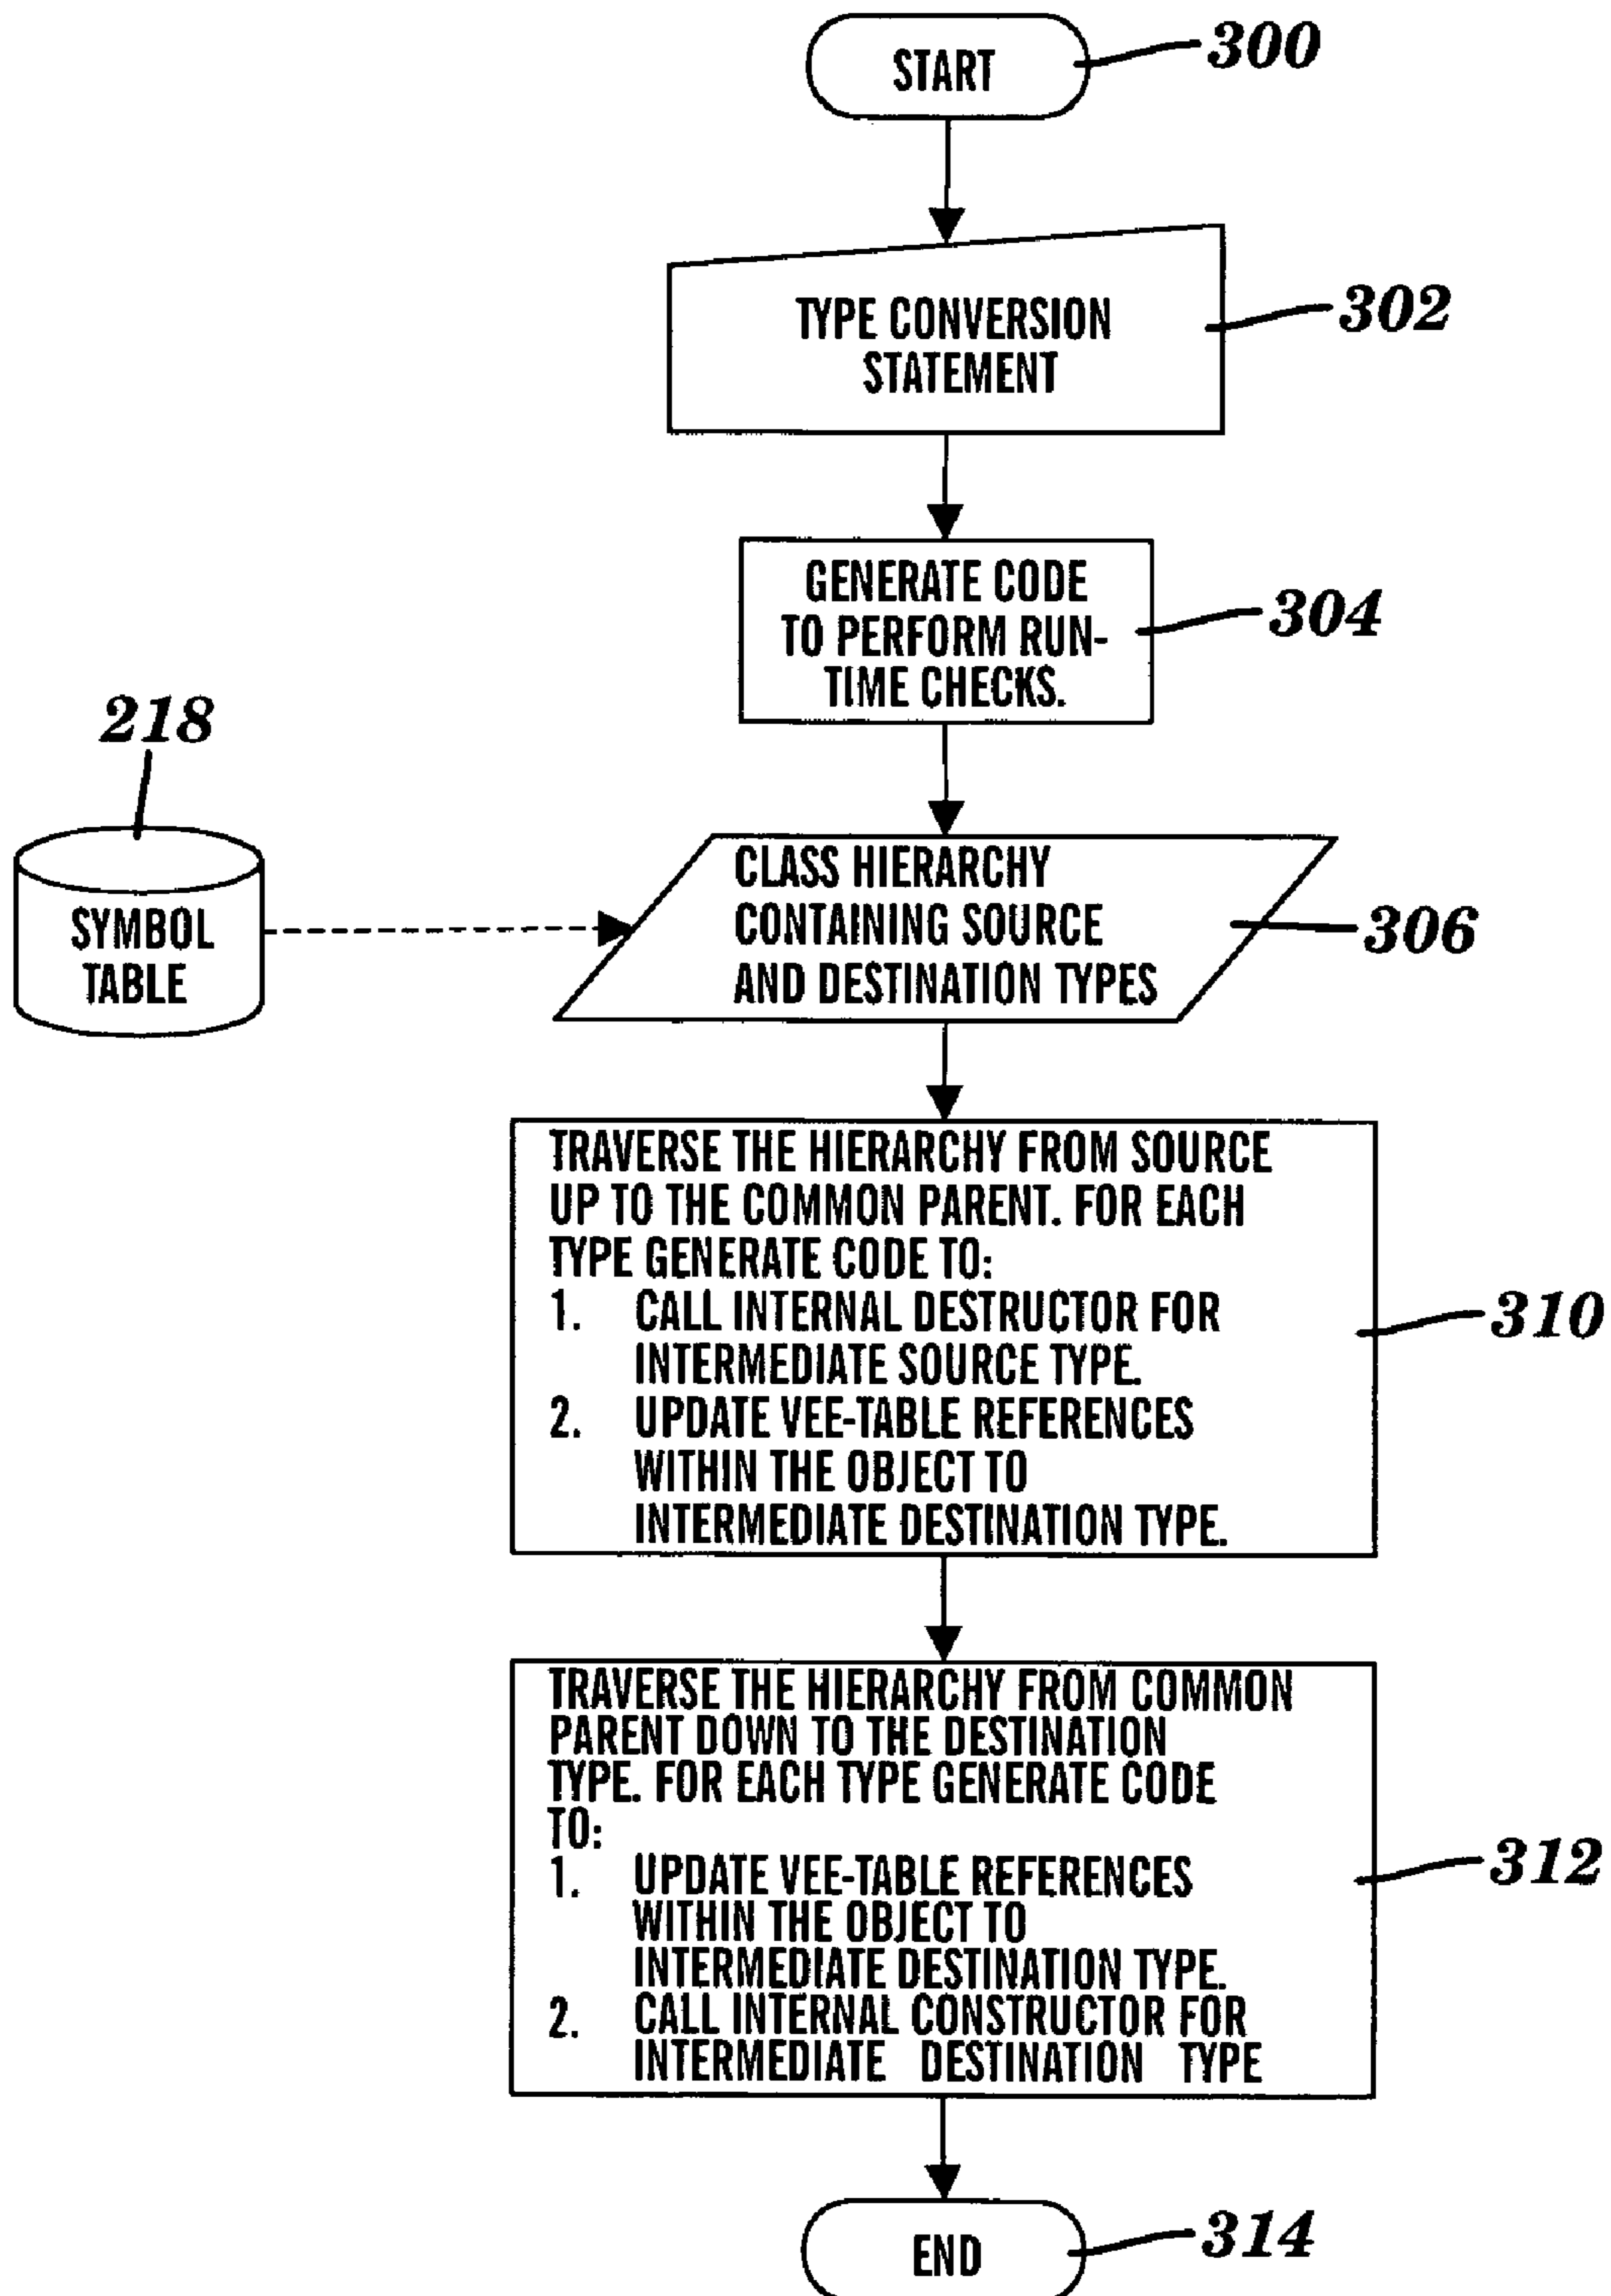 START
300
TYPE CONVERSION
STATEMENT
302
GENERATE CODE
TO PERFORM RUN-
TIME CHECKS.
304
218
SYMBOL
TABLE
CLASS HIERARCHY
CONTAINING SOURCE
AND DESTINATION TYPES
306
TRAVERSE THE HIERARCHY FROM SOURCE
UP TO THE COMMON PARENT. FOR EACH
TYPE GENERATE CODE TO:
1. CALL INTERNAL DESTRUCTOR FOR
INTERMEDIATE SOURCE TYPE.
2. UPDATE VEE-TABLE REFERENCES
WITHIN THE OBJECT TO
INTERMEDIATE DESTINATION TYPE.
310
TRAVERSE THE HIERARCHY FROM COMMON
PARENT DOWN TO THE DESTINATION
TYPE. FOR EACH TYPE GENERATE CODE
TO:
1. UPDATE VEE-TABLE REFERENCES
WITHIN THE OBJECT TO
INTERMEDIATE DESTINATION TYPE.
2. CALL INTERNAL CONSTRUCTOR FOR
INTERMEDIATE DESTINATION TYPE
312
END
314